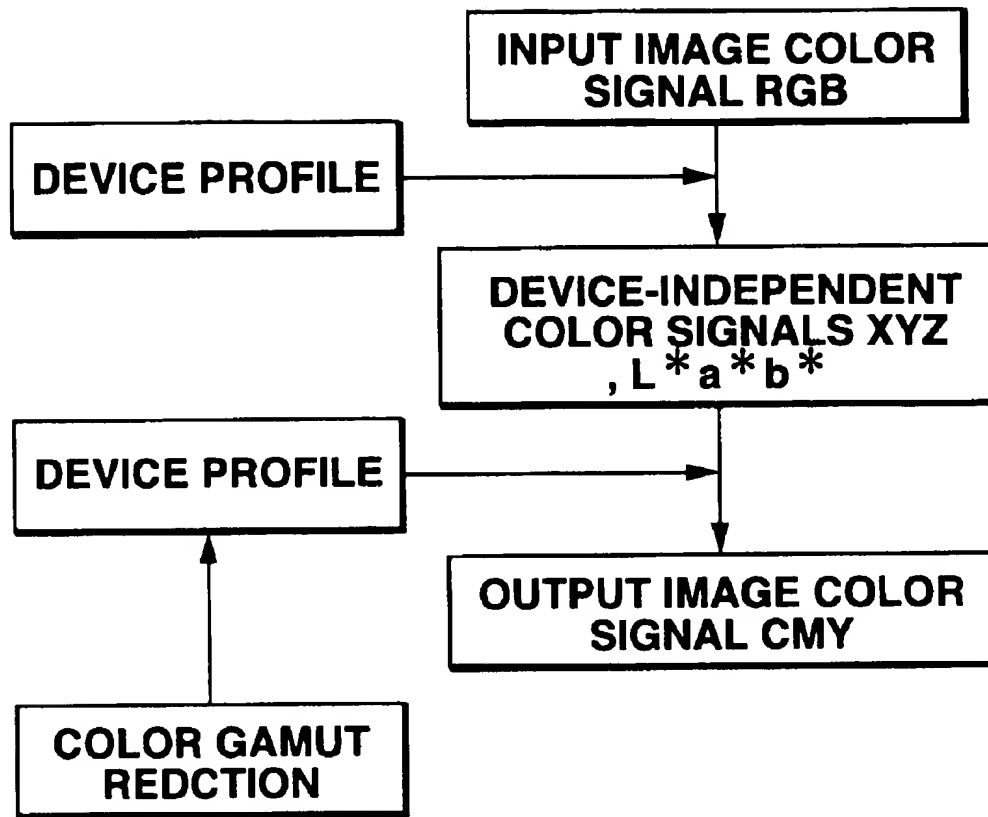 INPUT IMAGE COLOR
SIGNAL RGB
DEVICE PROFILE
DEVICE-INDEPENDENT
COLOR SIGNALS XYZ
, L*a*b*
DEVICE PROFILE
OUTPUT IMAGE COLOR
SIGNAL CMY
COLOR GAMUT
REDCTION